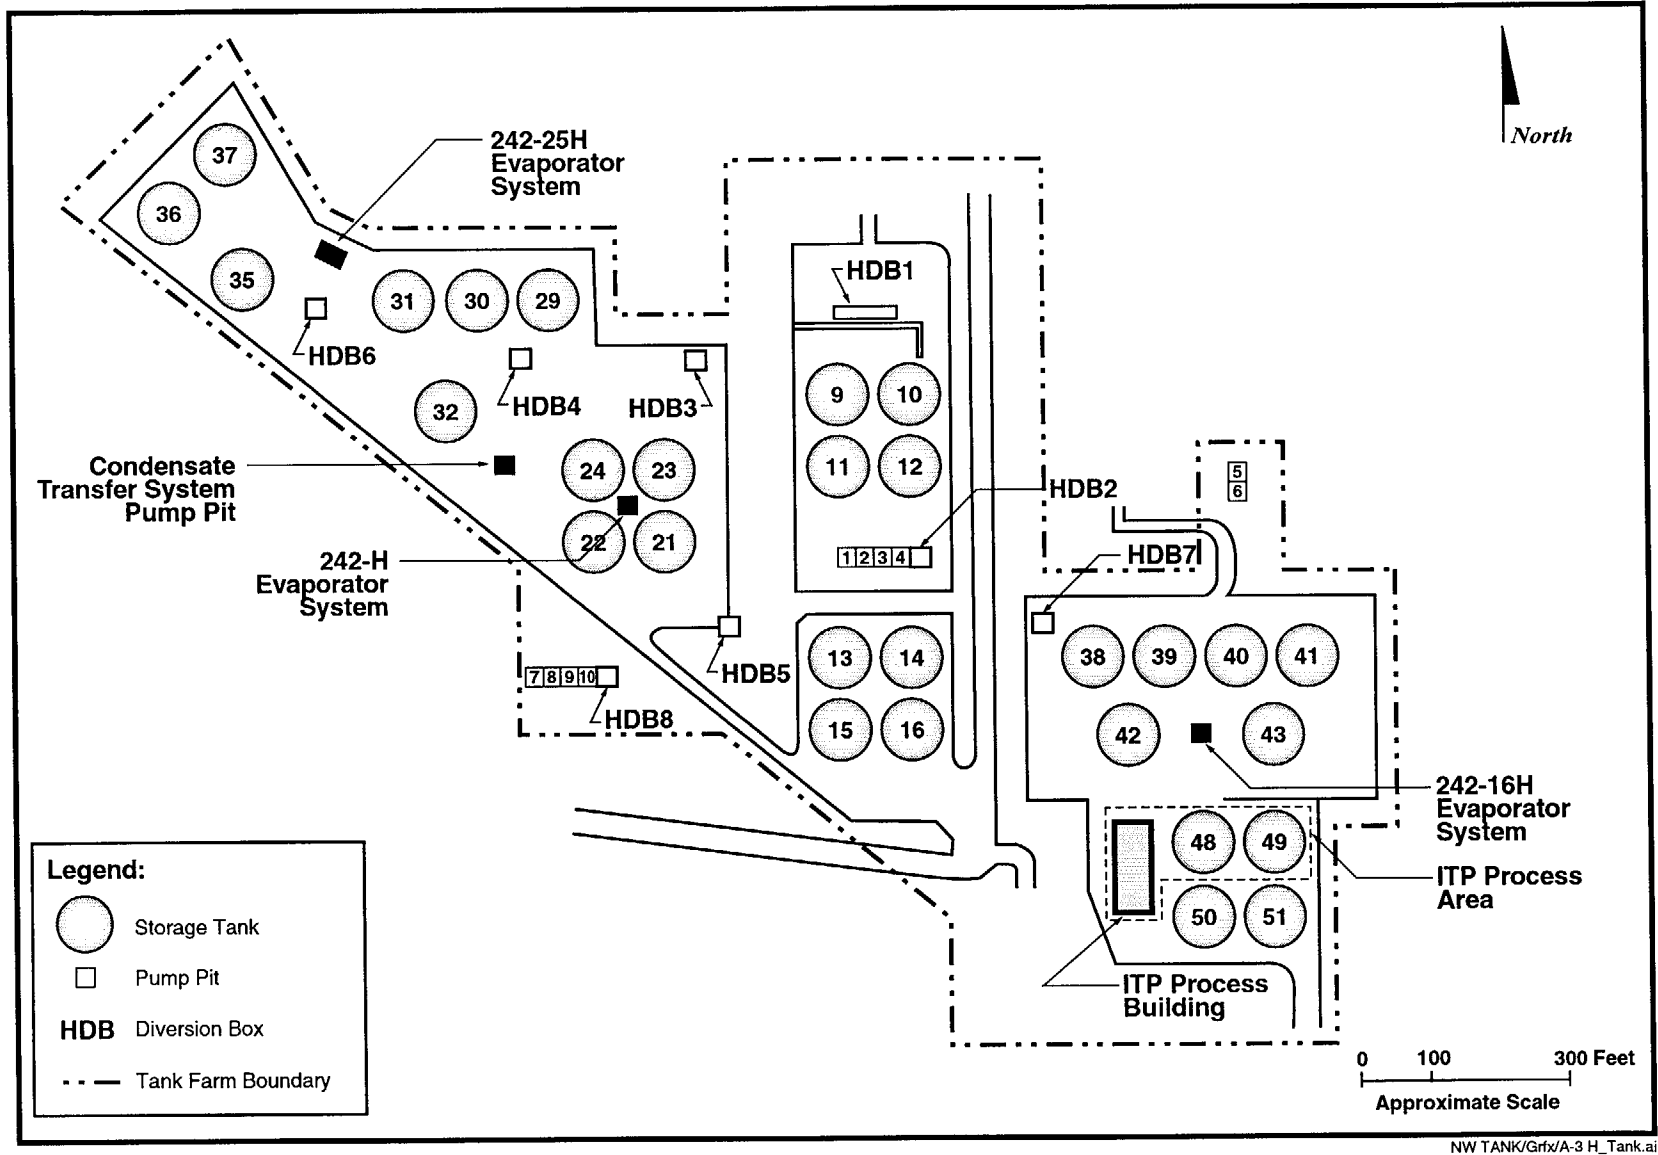 North
37
242-25H
Evaporator
System
36
35
31
30
29
HDB1
HDB6
HDB4
HDB3
32
9
10
11
12
Condensate
Transfer System
Pump Pit
24
23
22
21
242-H
Evaporator
System
HDB2
1 2 3 4
5
6
HDB7
HDB5
7 8 9 10
HDB8
13
14
15
16
38
39
40
41
42
43
242-16H
Evaporator
System
48
49
50
51
ITP Process
Area
ITP Process
Building
Legend:
Storage Tank
Pump Pit
HDB Diversion Box
Tank Farm Boundary
0 100 300 Feet
Approximate Scale
NW TANK/Grfx/A-3 H_Tank.ai